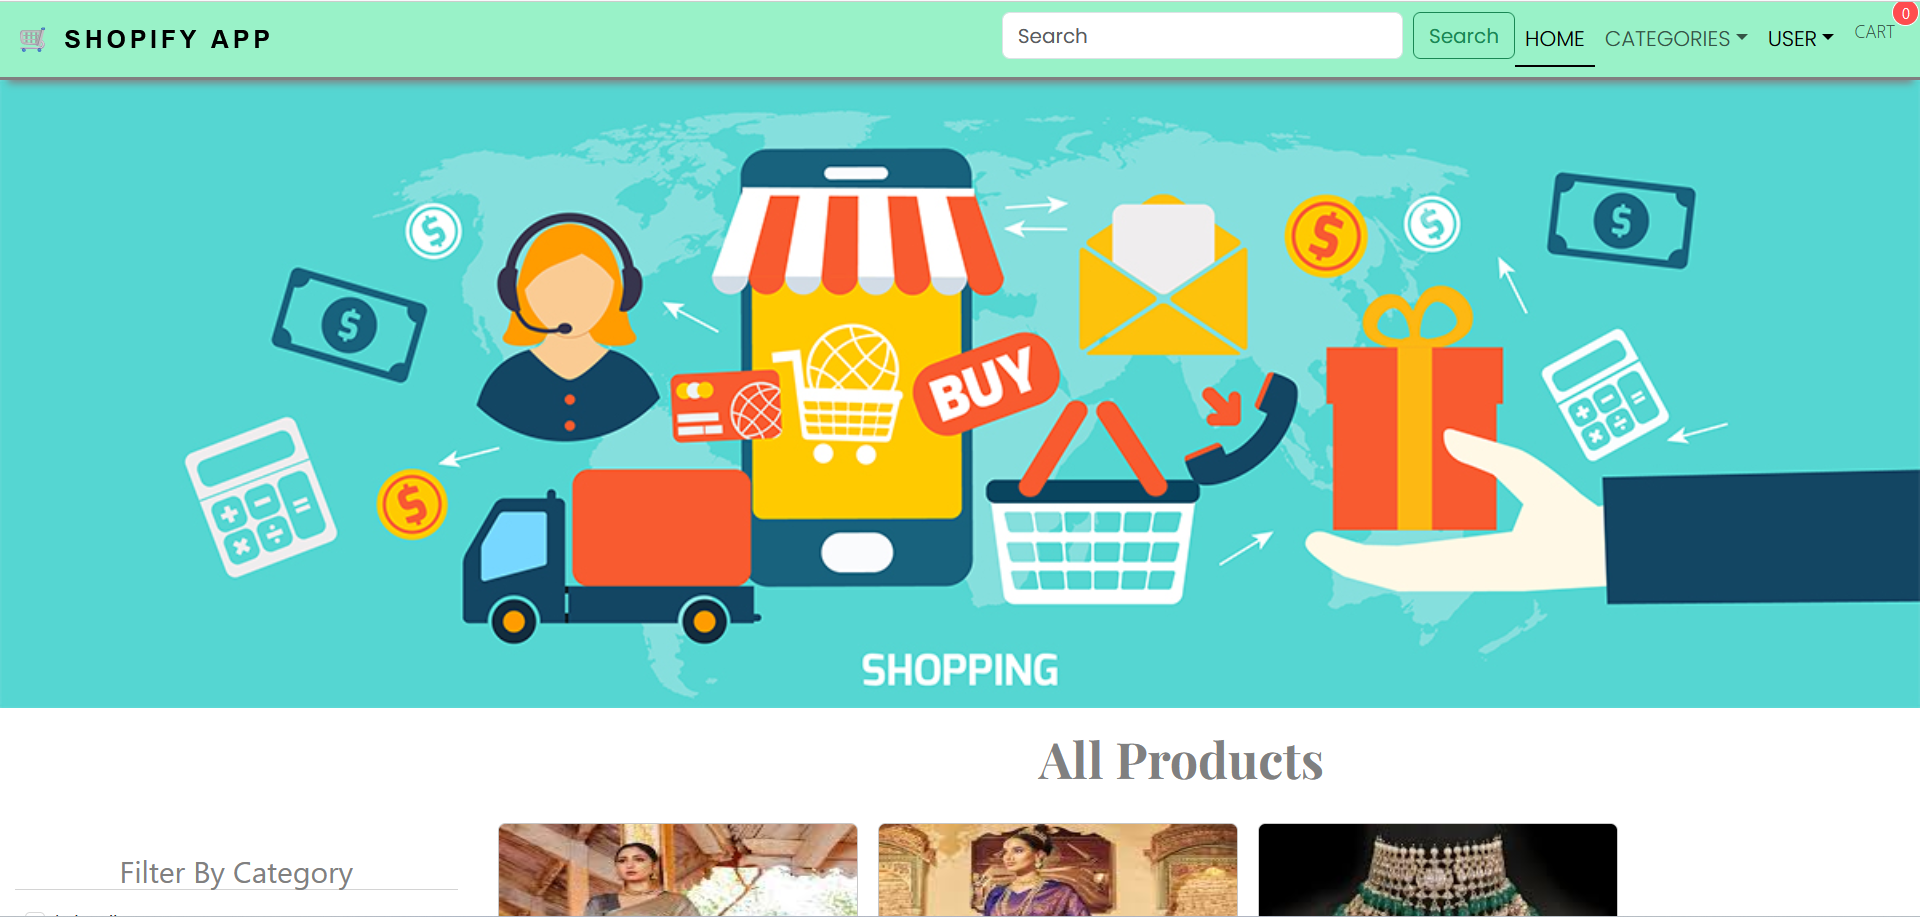 SHOPIFY APP
Search
Search
HOME
CATEGORIES
USER
CART
0
BUY
SHOPPING
All Products
Filter By Category